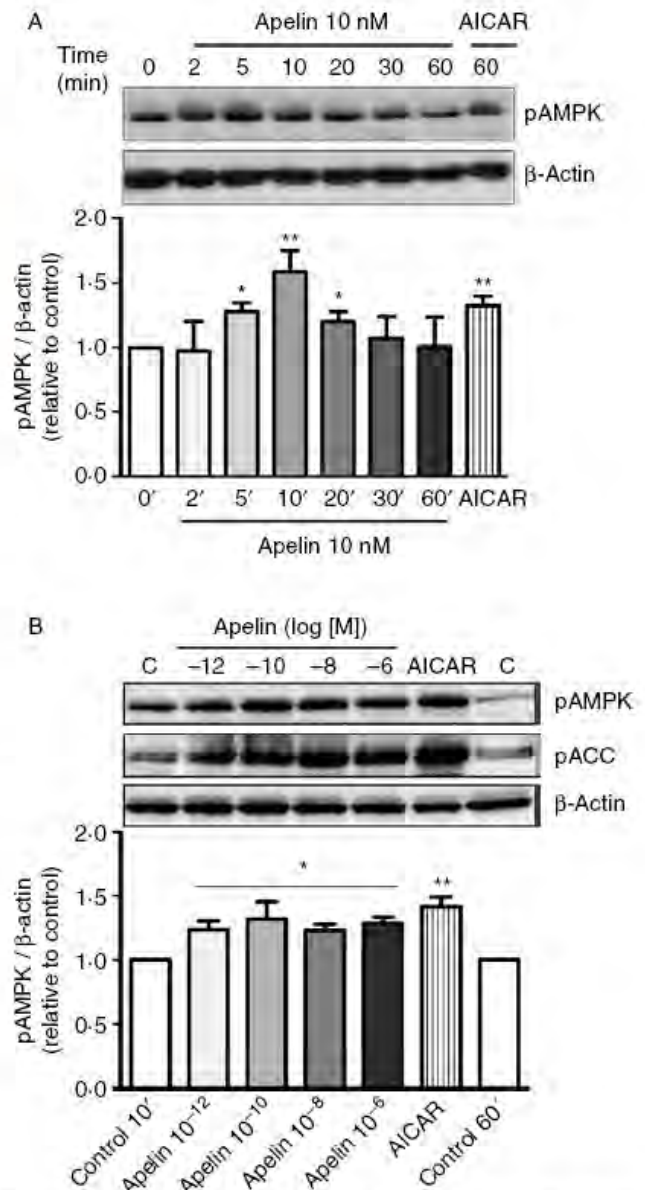 A
Apelin 10 nM AICAR
Time (min) 0 2 5 10 20 30 60 60
pAMPK
β-Actin
pAMPK / β-actin
(relative to control)
2·0
**
1·5
* * **
1·0
0·5
0·0
0′ 2′ 5′ 10′ 20′ 30′ 60′ AICAR
Apelin 10 nM
B
Apelin (log [M])
C −12 −10 −8 −6 AICAR C
pAMPK
pACC
β-Actin
pAMPK / β-actin
(relative to control)
2·0
* **
1·5
1·0
0·5
0·0
Control 10′
Apelin 10⁻¹²
Apelin 10⁻¹⁰
Apelin 10⁻⁸
Apelin 10⁻⁶
AICAR
Control 60′